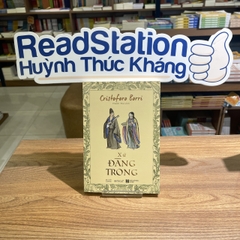 ReadStation
Huỳnh Thúc Kháng
Cristoforo Borri
Xứ
ĐÀNG TRONG